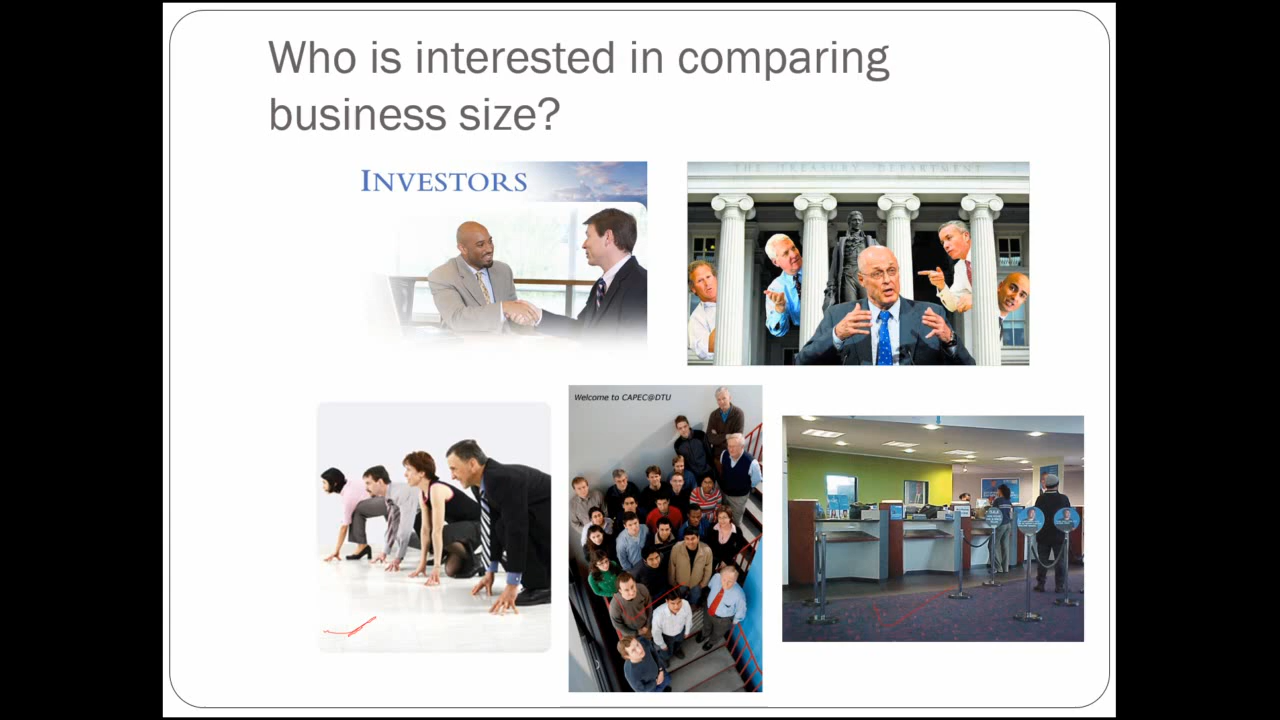 Who is interested in comparing
business size?
INVESTORS
THE TREASURY DEPARTMENT
Welcome to CAPEC@DTU